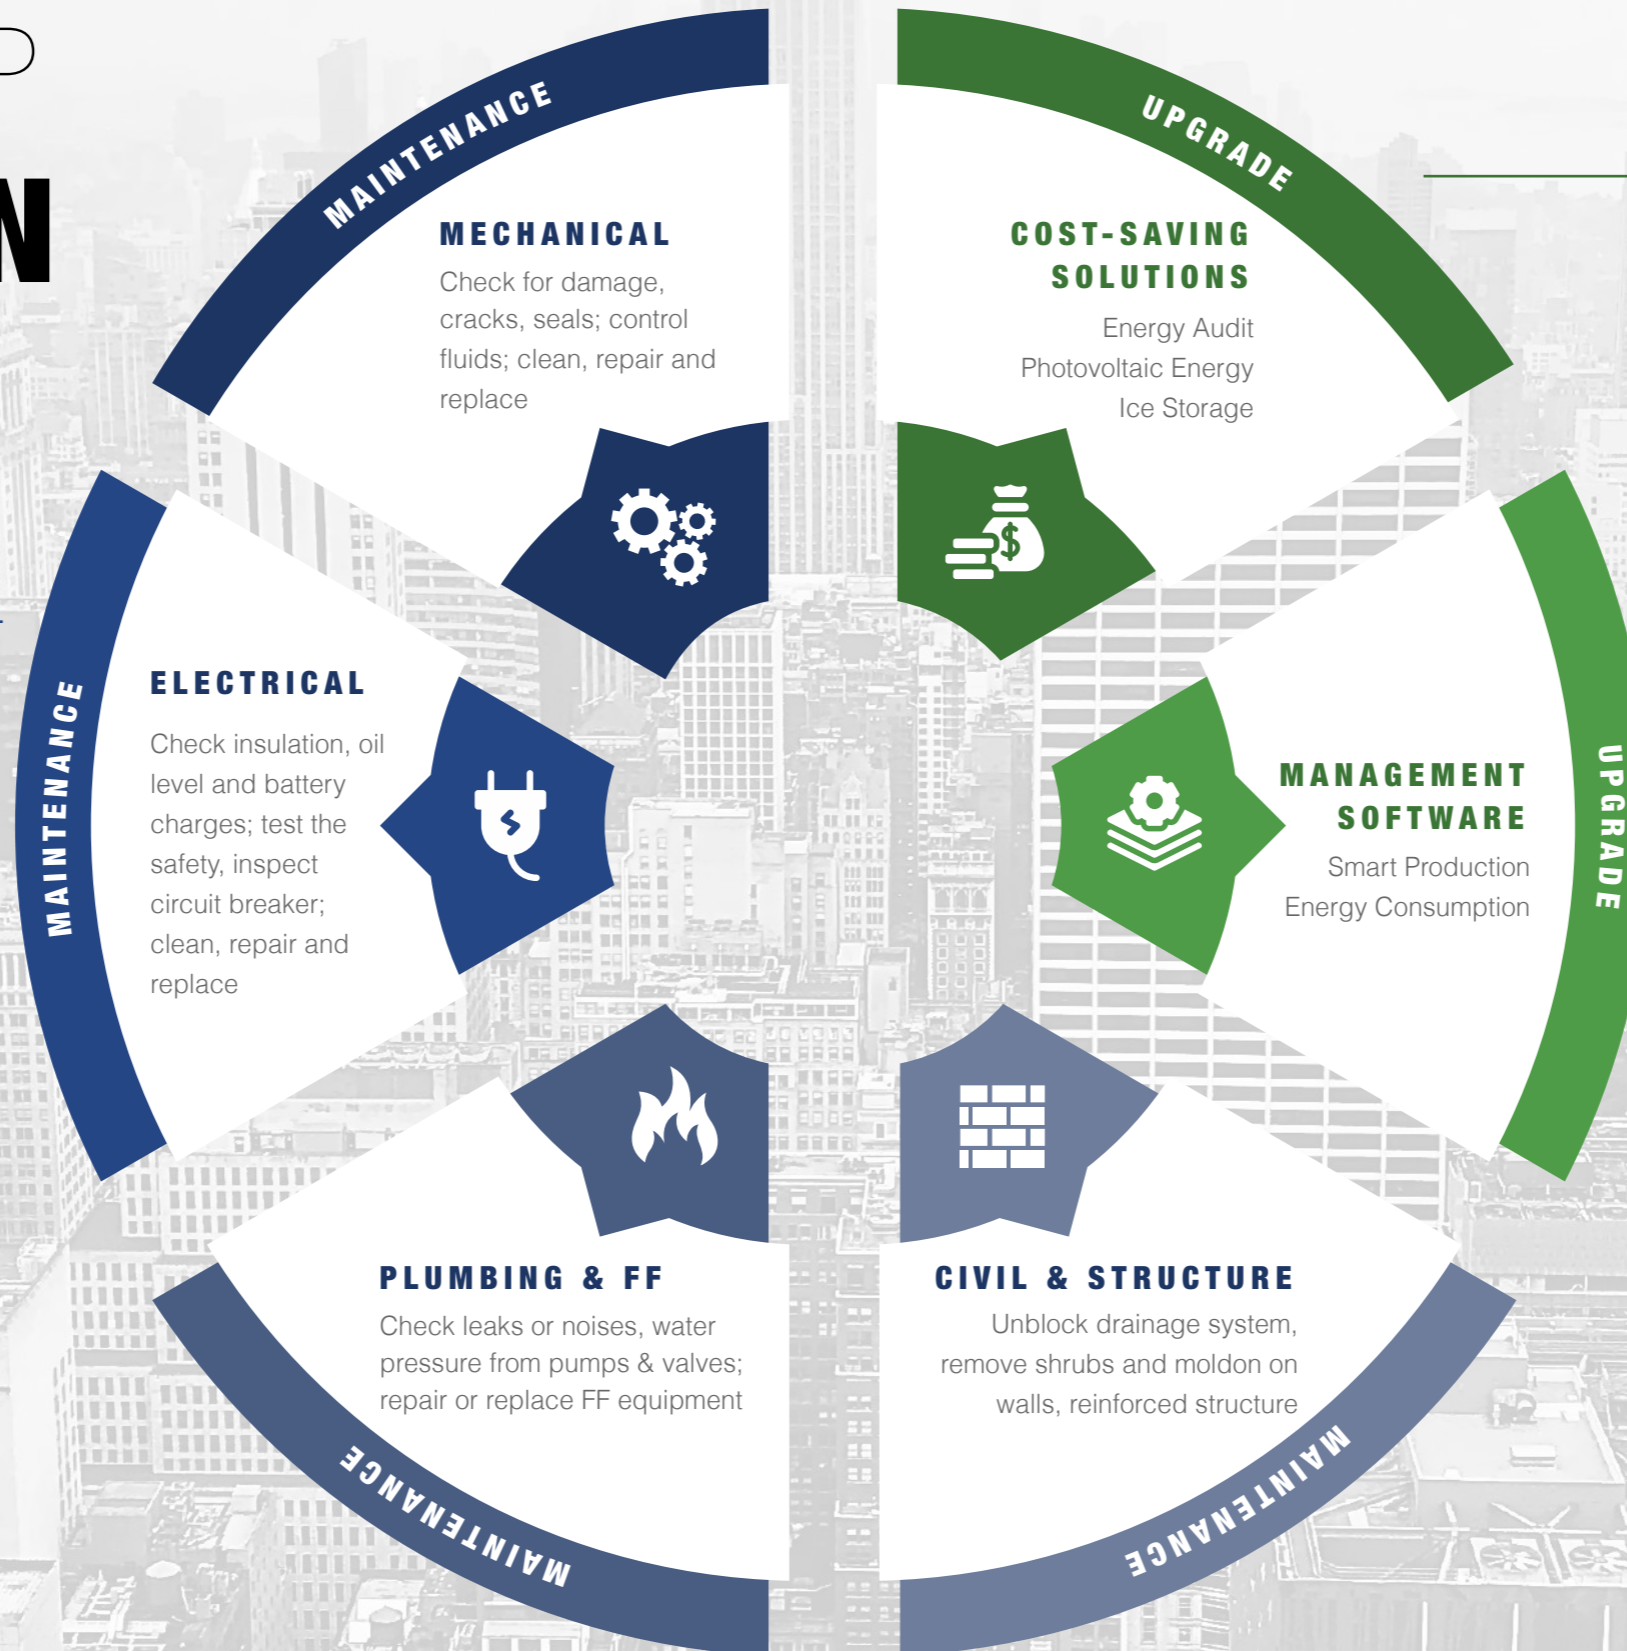 N
MAINTENANCE
MECHANICAL
Check for damage,
cracks, seals; control
fluids; clean, repair and
replace
UPGRADE
COST-SAVING
SOLUTIONS
Energy Audit
Photovoltaic Energy
Ice Storage
MAINTENANCE
ELECTRICAL
Check insulation, oil
level and battery
charges; test the
safety, inspect
circuit breaker;
clean, repair and
replace
UPGRADE
MANAGEMENT
SOFTWARE
Smart Production
Energy Consumption
PLUMBING & FF
Check leaks or noises, water
pressure from pumps & valves;
repair or replace FF equipment
MAINTENANCE
CIVIL & STRUCTURE
Unblock drainage system,
remove shrubs and moldon on
walls, reinforced structure
MAINTENANCE